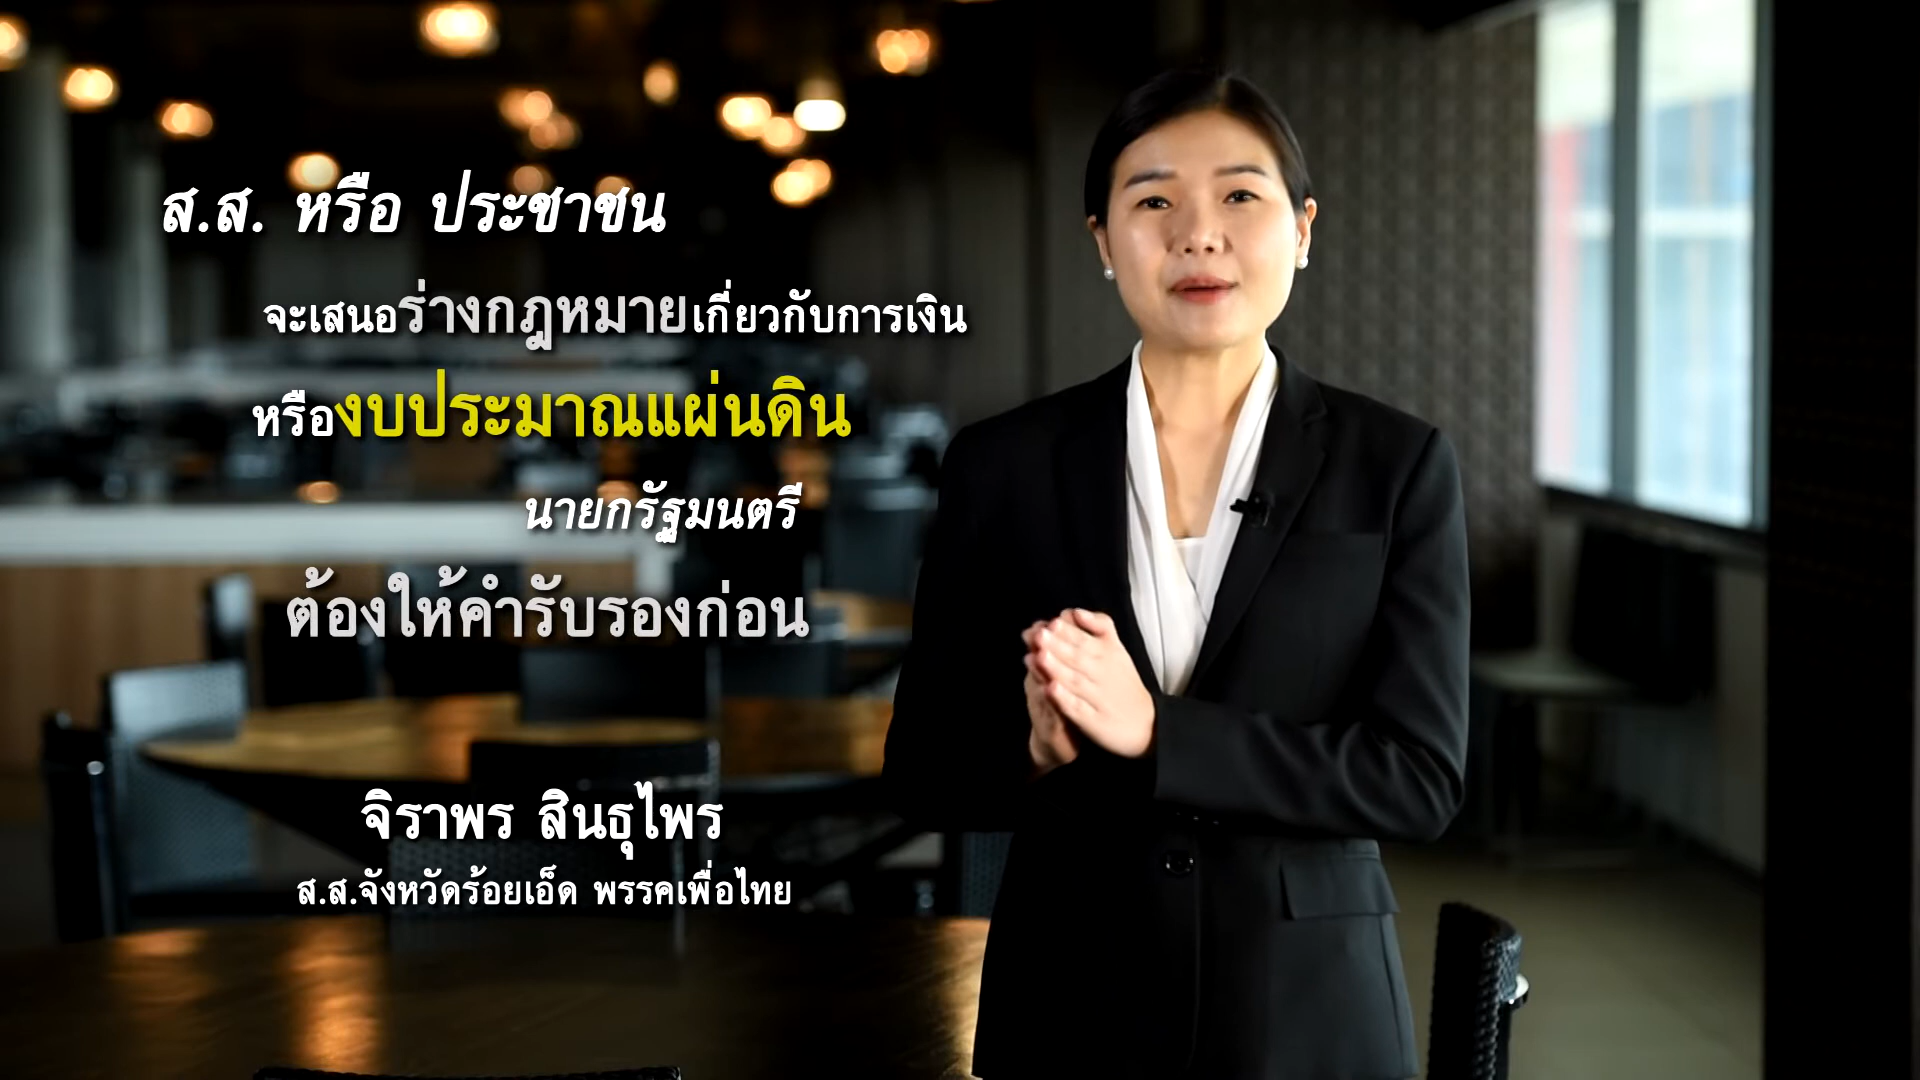 ส.ส. หรือ ประชาชน
จะเสนอร่างกฎหมายเกี่ยวกับการเงิน
หรืองบประมาณแผ่นดิน
นายกรัฐมนตรี
ต้องให้คำรับรองก่อน
จิราพร สินธุไพร
ส.ส.จังหวัดร้อยเอ็ด พรรคเพื่อไทย